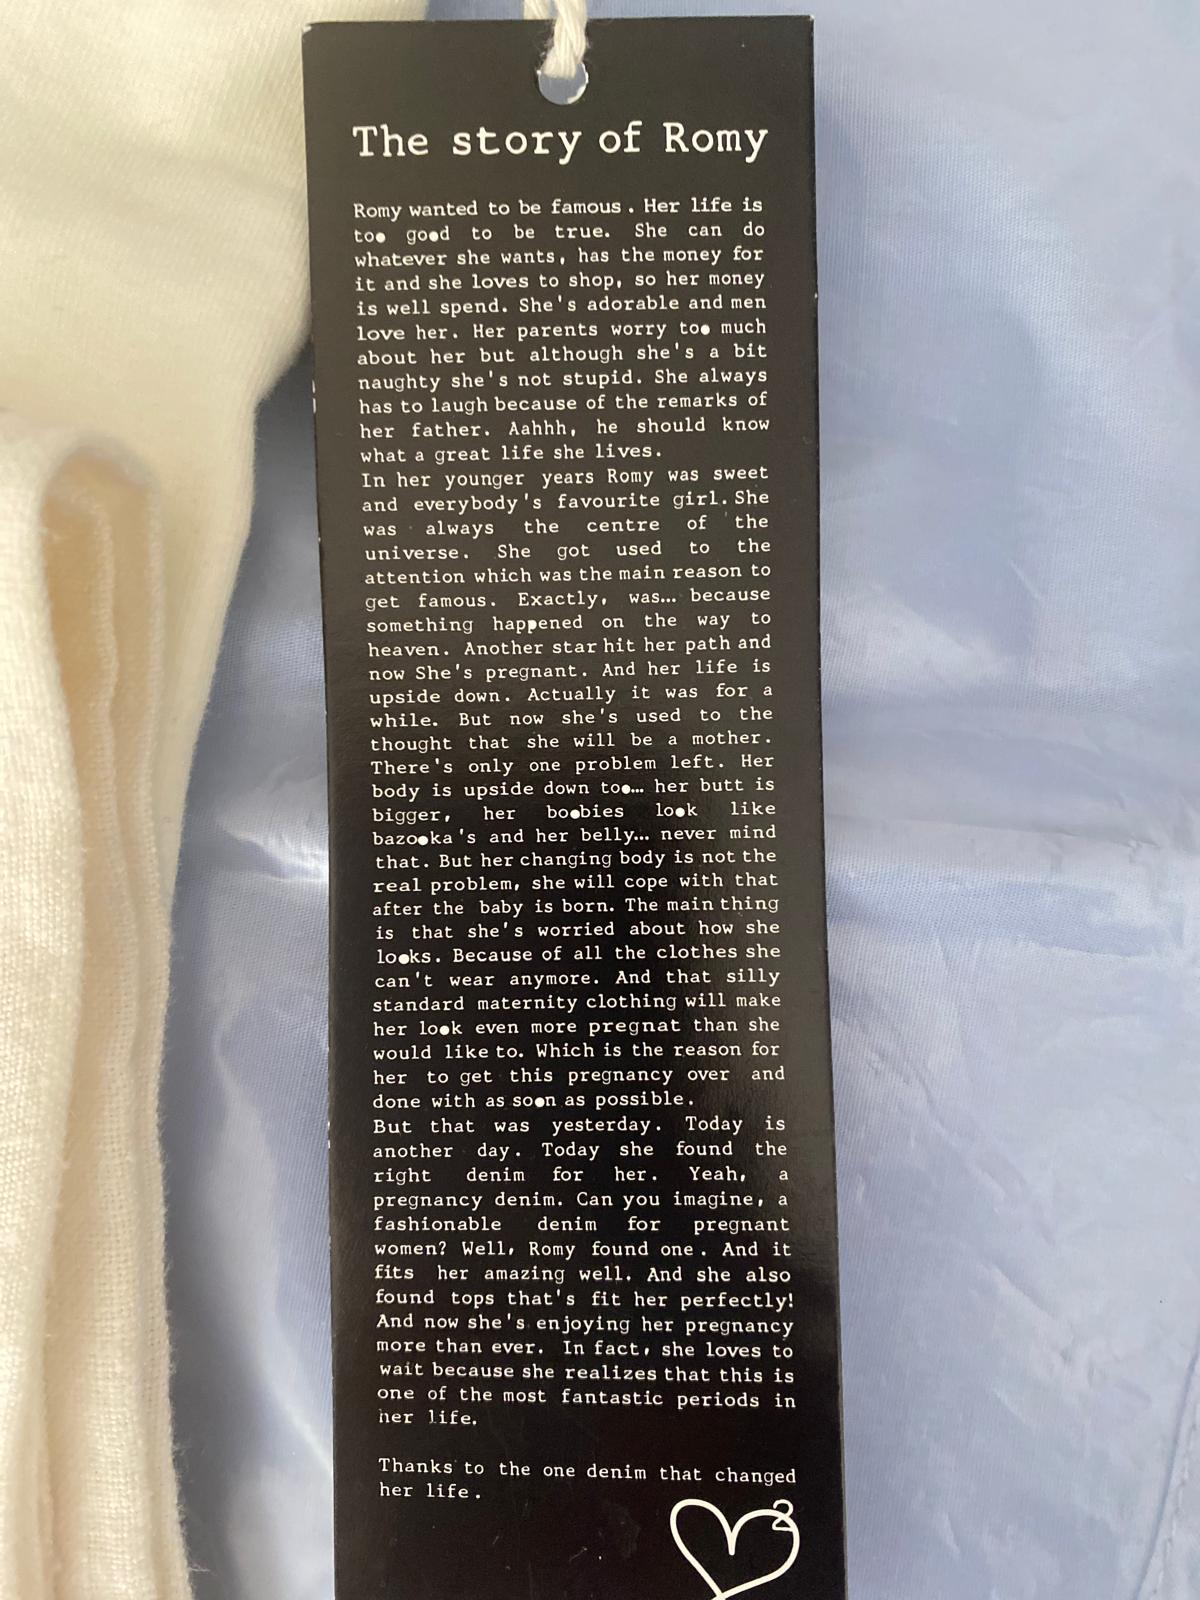 The story of Romy
Romy wanted to be famous. Her life is
too good to be true. She can do
whatever she wants, has the money for
it and she loves to shop, so her money
is well spend. She's adorable and men
love her. Her parents worry too much
about her but although she's a bit
naughty she's not stupid. She always
has to laugh because of the remarks of
her father. Aahhh, he should know
what a great life she lives.
In her younger years Romy was sweet
and everybody's favourite girl. She
was always the centre of the
universe. She got used to the
attention which was the main reason to
get famous. Exactly, was... because
something happened on the way to
heaven. Another star hit her path and
now She's pregnant. And her life is
upside down. Actually it was for a
while. But now she's used to the
thought that she will be a mother.
There's only one problem left. Her
body is upside down too... her butt is
bigger, her boobies look like
bazooka's and her belly... never mind
that. But her changing body is not the
real problem, she will cope with that
after the baby is born. The main thing
is that she's worried about how she
looks. Because of all the clothes she
can't wear anymore. And that silly
standard maternity clothing will make
her look even more pregnat than she
would like to. Which is the reason for
her to get this pregnancy over and
done with as soon as possible.
But that was yesterday. Today is
another day. Today she found the
right denim for her. Yeah, a
pregnancy denim. Can you imagine, a
fashionable denim for pregnant
women? Well, Romy found one. And it
fits her amazing well. And she also
found tops that's fit her perfectly!
And now she's enjoying her pregnancy
more than ever. In fact, she loves to
wait because she realizes that this is
one of the most fantastic periods in
her life.
Thanks to the one denim that changed
her life.
2